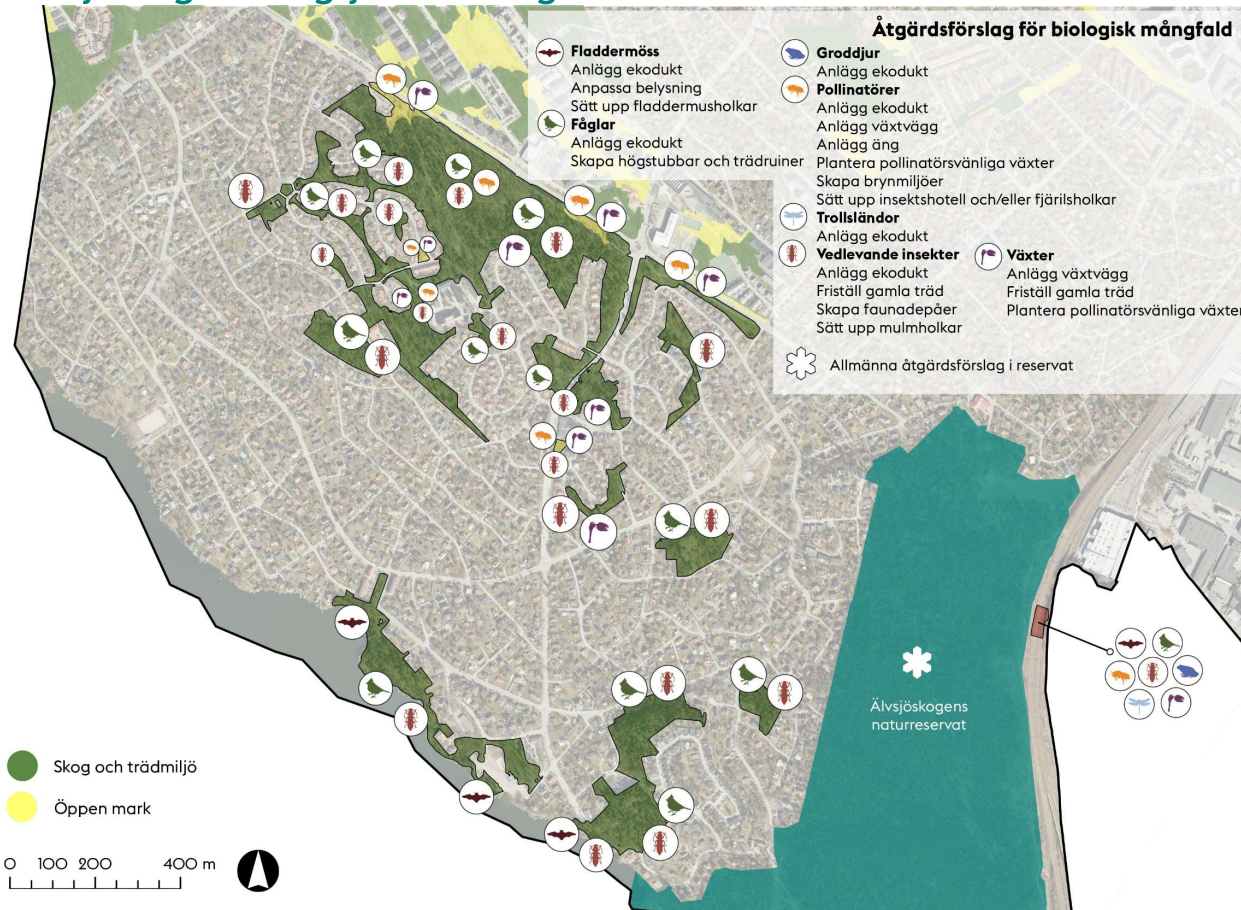 Åtgärdsförslag för biologisk mångfald
Fladdermöss
Anlägg ekodukt
Anpassa belysning
Sätt upp fladdermusholkar
Fåglar
Anlägg ekodukt
Skapa högstubbar och trädruiner
Groddjur
Anlägg ekodukt
Pollinatörer
Anlägg ekodukt
Anlägg växtvägg
Anlägg äng
Plantera pollinatörsvänliga växter
Skapa brynmiljöer
Sätt upp insektshotell och/eller fjärilsholkar
Trollsländor
Anlägg ekodukt
Vedlevande insekter
Anlägg ekodukt
Friställ gamla träd
Skapa faunadepåer
Sätt upp mulmholkar
Växter
Anlägg växtvägg
Friställ gamla träd
Plantera pollinatörsvänliga växter
Allmänna åtgärdsförslag i reservat
Älvsjöskogens
naturreservat
Skog och trädmiljö
Öppen mark
0 100 200 400 m